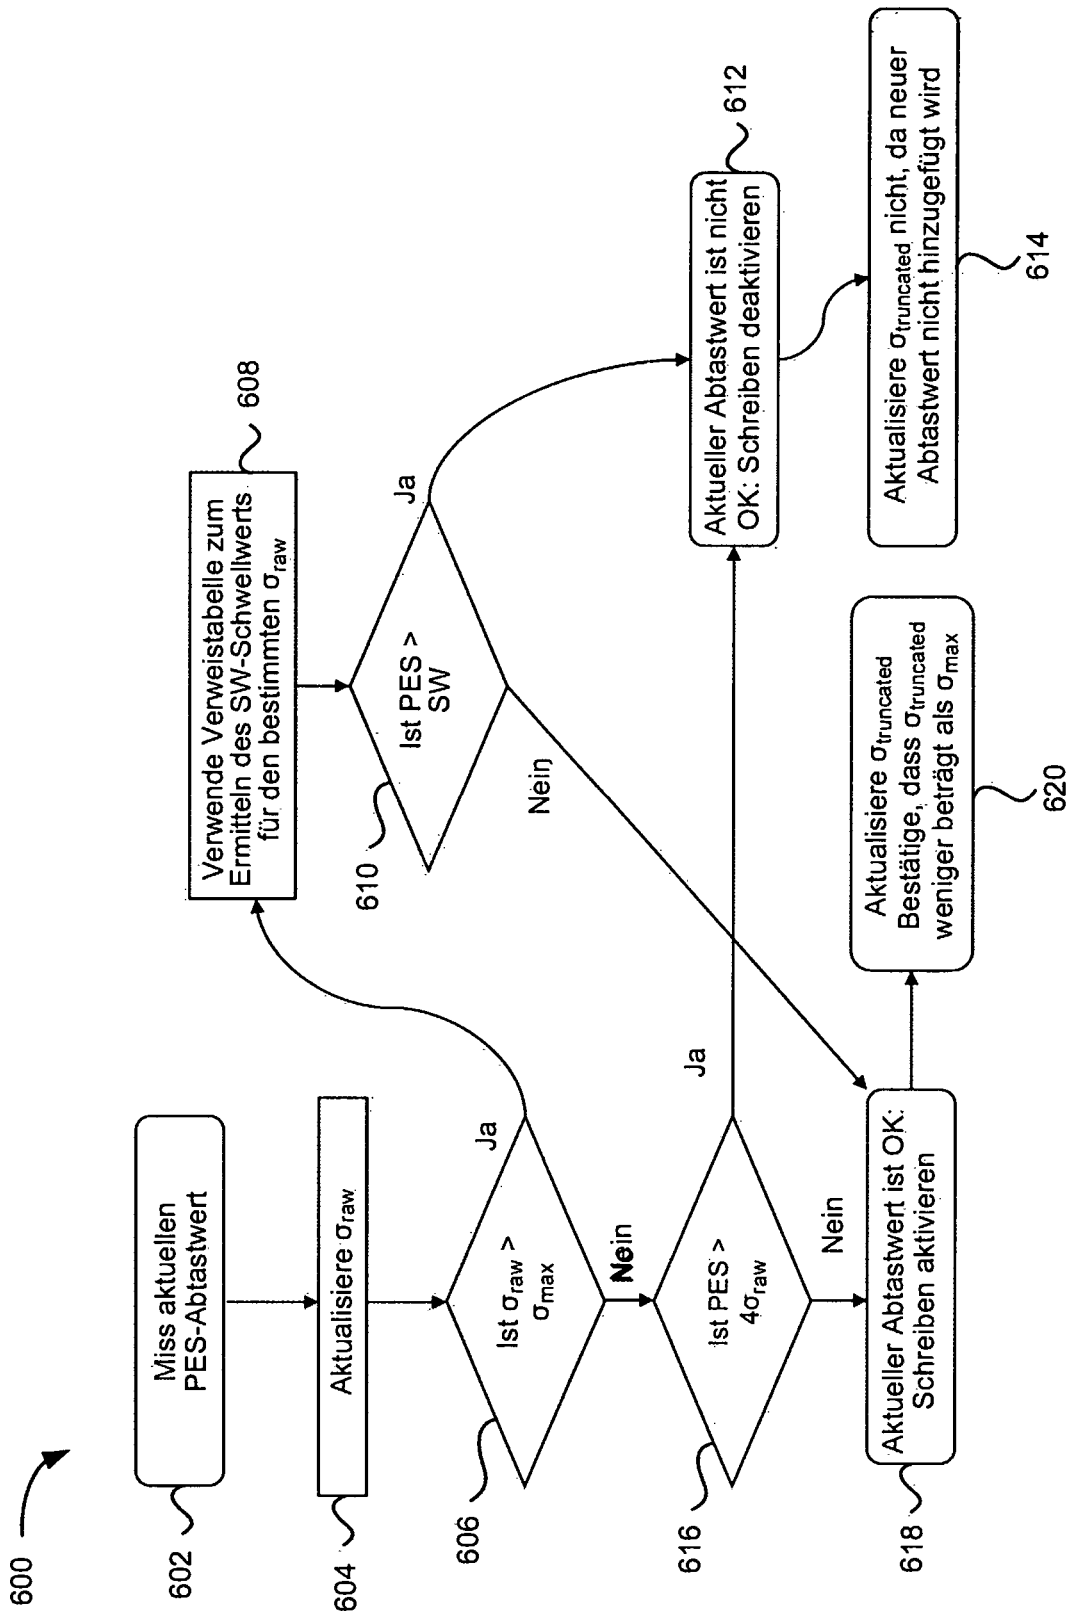 600
602
Miss aktuellen
PES-Abtastwert
604
Aktualisiere σraw
606
Ist σraw >
σmax
Ja
Nein
608
Verwende Verweistabelle zum
Ermitteln des SW-Schwellwerts
für den bestimmten σraw
610
Ist PES >
SW
Ja
Nein
616
Ist PES >
4σraw
Ja
Nein
612
Aktueller Abtastwert ist nicht
OK: Schreiben deaktivieren
618
Aktueller Abtastwert ist OK:
Schreiben aktivieren
620
Aktualisiere σtruncated
Bestätige, dass σtruncated
weniger beträgt als σmax
614
Aktualisiere σtruncated nicht, da neuer
Abtastwert nicht hinzugefügt wird